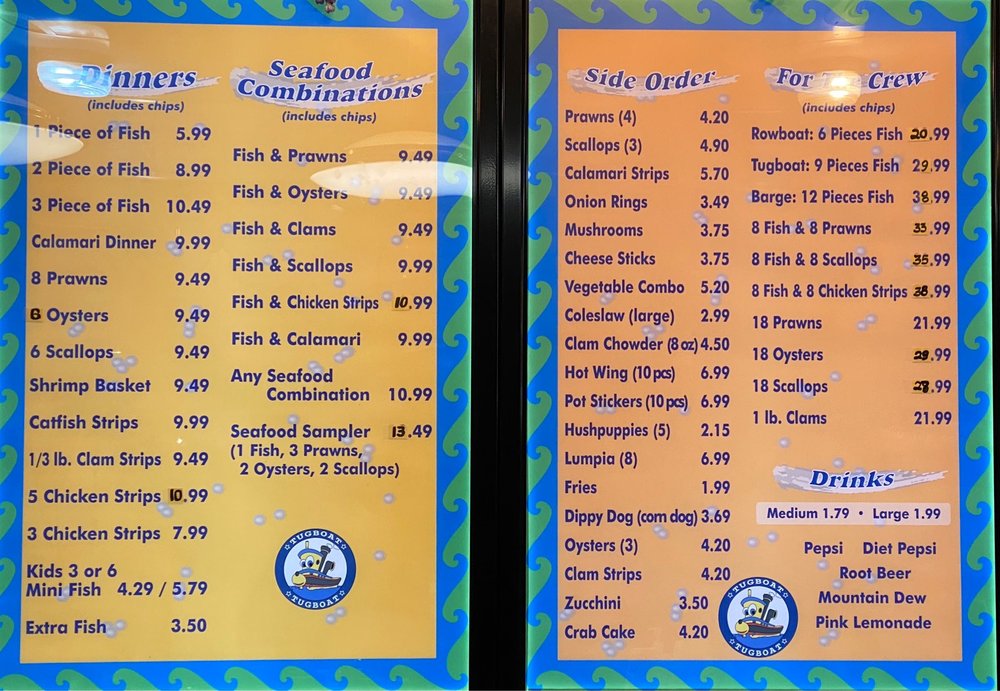 Dinners
(includes chips)
1 Piece of Fish 5.99
2 Piece of Fish 8.99
3 Piece of Fish 10.49
Calamari Dinner 9.99
8 Prawns 9.49
6 Oysters 9.49
6 Scallops 9.49
Shrimp Basket 9.49
Catfish Strips 9.99
1/3 lb. Clam Strips 9.49
5 Chicken Strips 10.99
3 Chicken Strips 7.99
Kids 3 or 6
Mini Fish 4.29 / 5.79
Extra Fish 3.50
Seafood
Combinations
(includes chips)
Fish & Prawns 9.49
Fish & Oysters 9.49
Fish & Clams 9.49
Fish & Scallops 9.99
Fish & Chicken Strips 10.99
Fish & Calamari 9.99
Any Seafood
Combination 10.99
Seafood Sampler 13.49
(1 Fish, 3 Prawns,
2 Oysters, 2 Scallops)
TUGBOAT
TUGBOAT
Side Order
Prawns (4) 4.20
Scallops (3) 4.90
Calamari Strips 5.70
Onion Rings 3.49
Mushrooms 3.75
Cheese Sticks 3.75
Vegetable Combo 5.20
Coleslaw (large) 2.99
Clam Chowder (8 oz) 4.50
Hot Wing (10 pcs) 6.99
Pot Stickers (10 pcs) 6.99
Hushpuppies (5) 2.15
Lumpia (8) 6.99
Fries 1.99
Dippy Dog (corn dog) 3.69
Oysters (3) 4.20
Clam Strips 4.20
Zucchini 3.50
Crab Cake 4.20
For The Crew
(includes chips)
Rowboat: 6 Pieces Fish 20.99
Tugboat: 9 Pieces Fish 29.99
Barge: 12 Pieces Fish 38.99
8 Fish & 8 Prawns
8 Fish & 8 Scallops 35.99
8 Fish & 8 Chicken Strips 38.99
18 Prawns 21.99
18 Oysters
18 Scallops
1 lb. Clams 21.99
Drinks
Medium 1.79 • Large 1.99
Pepsi Diet Pepsi
Root Beer
Mountain Dew
Pink Lemonade
TUGBOAT
TUGBOAT